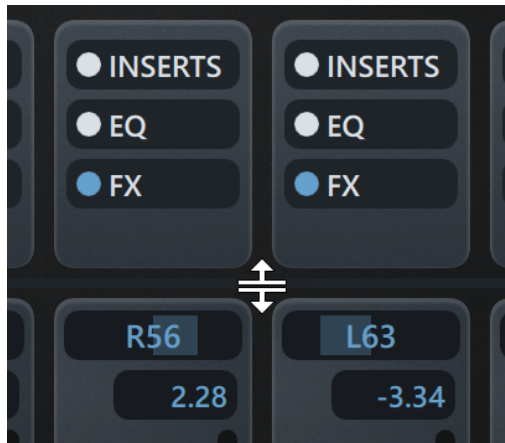 INSERTS INSERTS
EQ EQ
FX FX
R56 L63
2.28 -3.34